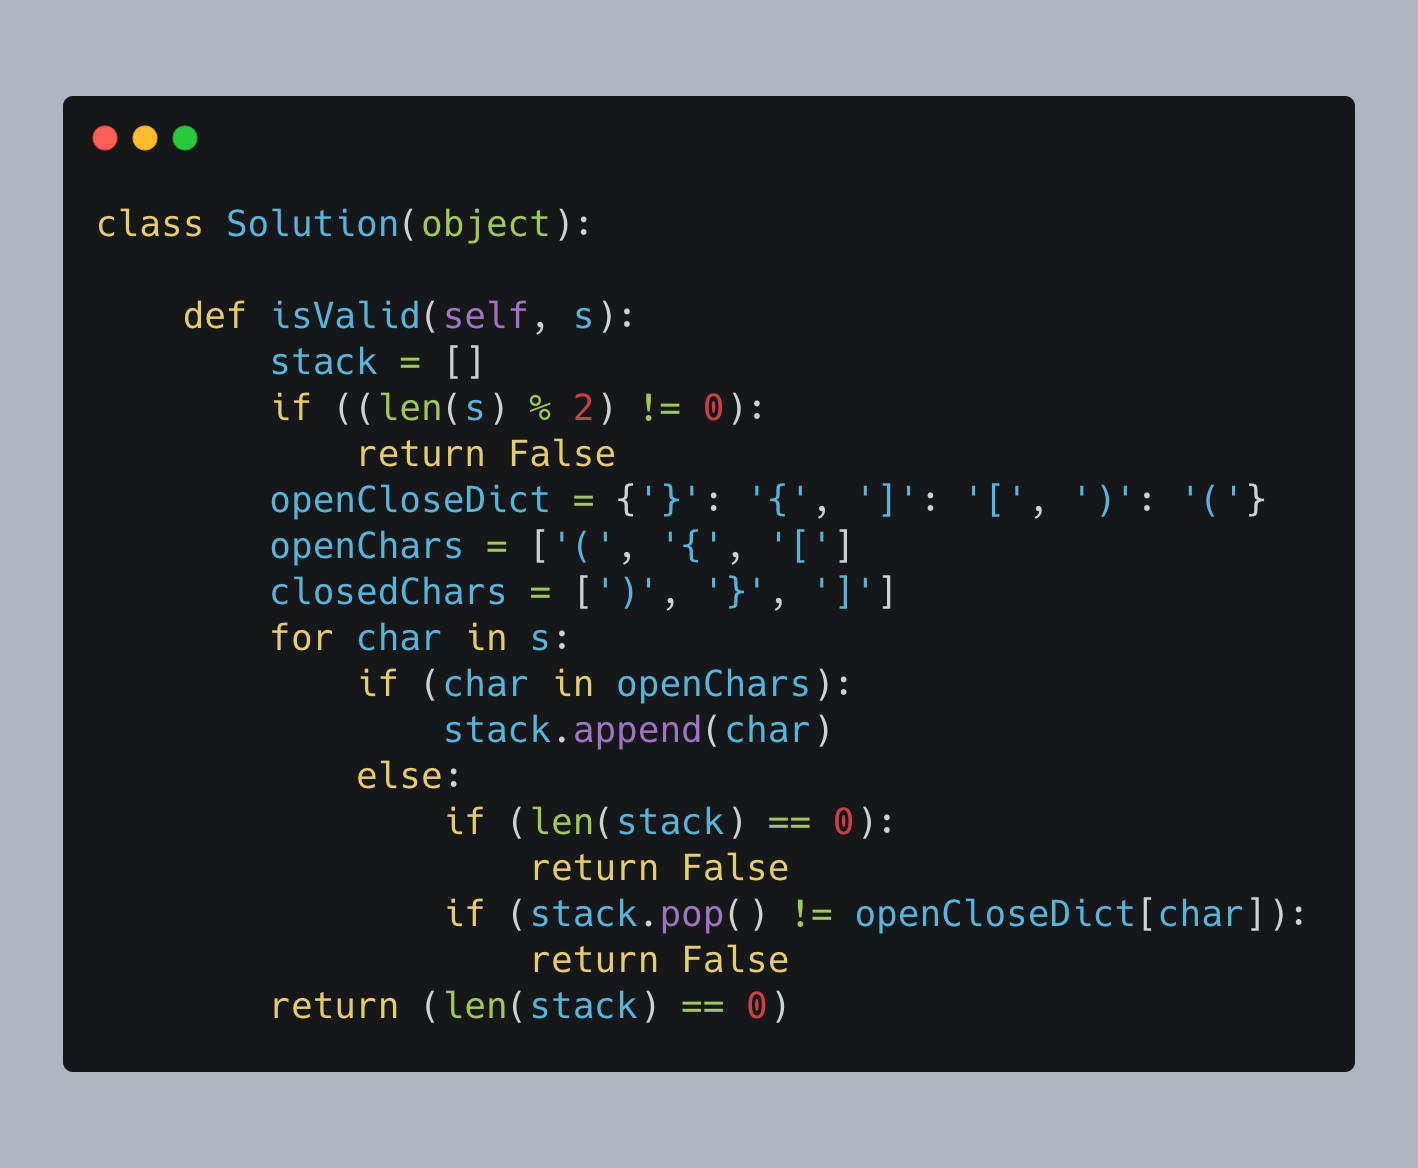 class Solution(object):

    def isValid(self, s):
        stack = []
        if ((len(s) % 2) != 0):
            return False
        openCloseDict = {'}': '{', ']': '[', ')': '('}
        openChars = ['(', '{', '[']
        closedChars = [')', '}', ']']
        for char in s:
            if (char in openChars):
                stack.append(char)
            else:
                if (len(stack) == 0):
                    return False
                if (stack.pop() != openCloseDict[char]):
                    return False
        return (len(stack) == 0)